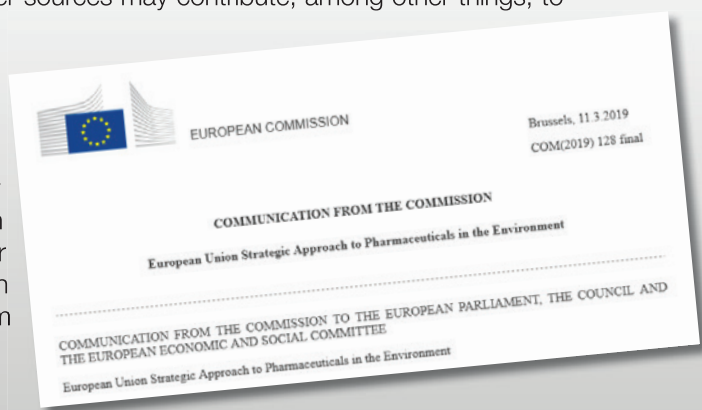 er sources may contribute, among other things, to
EUROPEAN COMMISSION
Brussels, 11.3.2019
COM(2019) 128 final
COMMUNICATION FROM THE COMMISSION
European Union Strategic Approach to Pharmaceuticals in the Environment
COMMUNICATION FROM THE COMMISSION TO THE EUROPEAN PARLIAMENT, THE COUNCIL AND
THE EUROPEAN ECONOMIC AND SOCIAL COMMITTEE
European Union Strategic Approach to Pharmaceuticals in the Environment